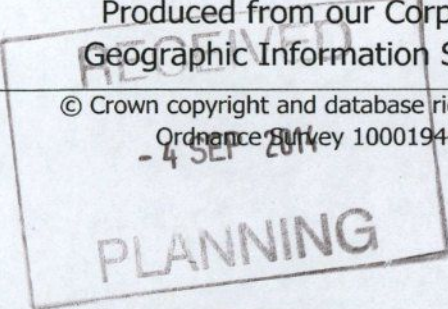 Produced from our Corp
Geographic Information S
RECEIVED
© Crown copyright and database ri
Ordnance Survey 1000194
- 4 SEP 2014
PLANNING